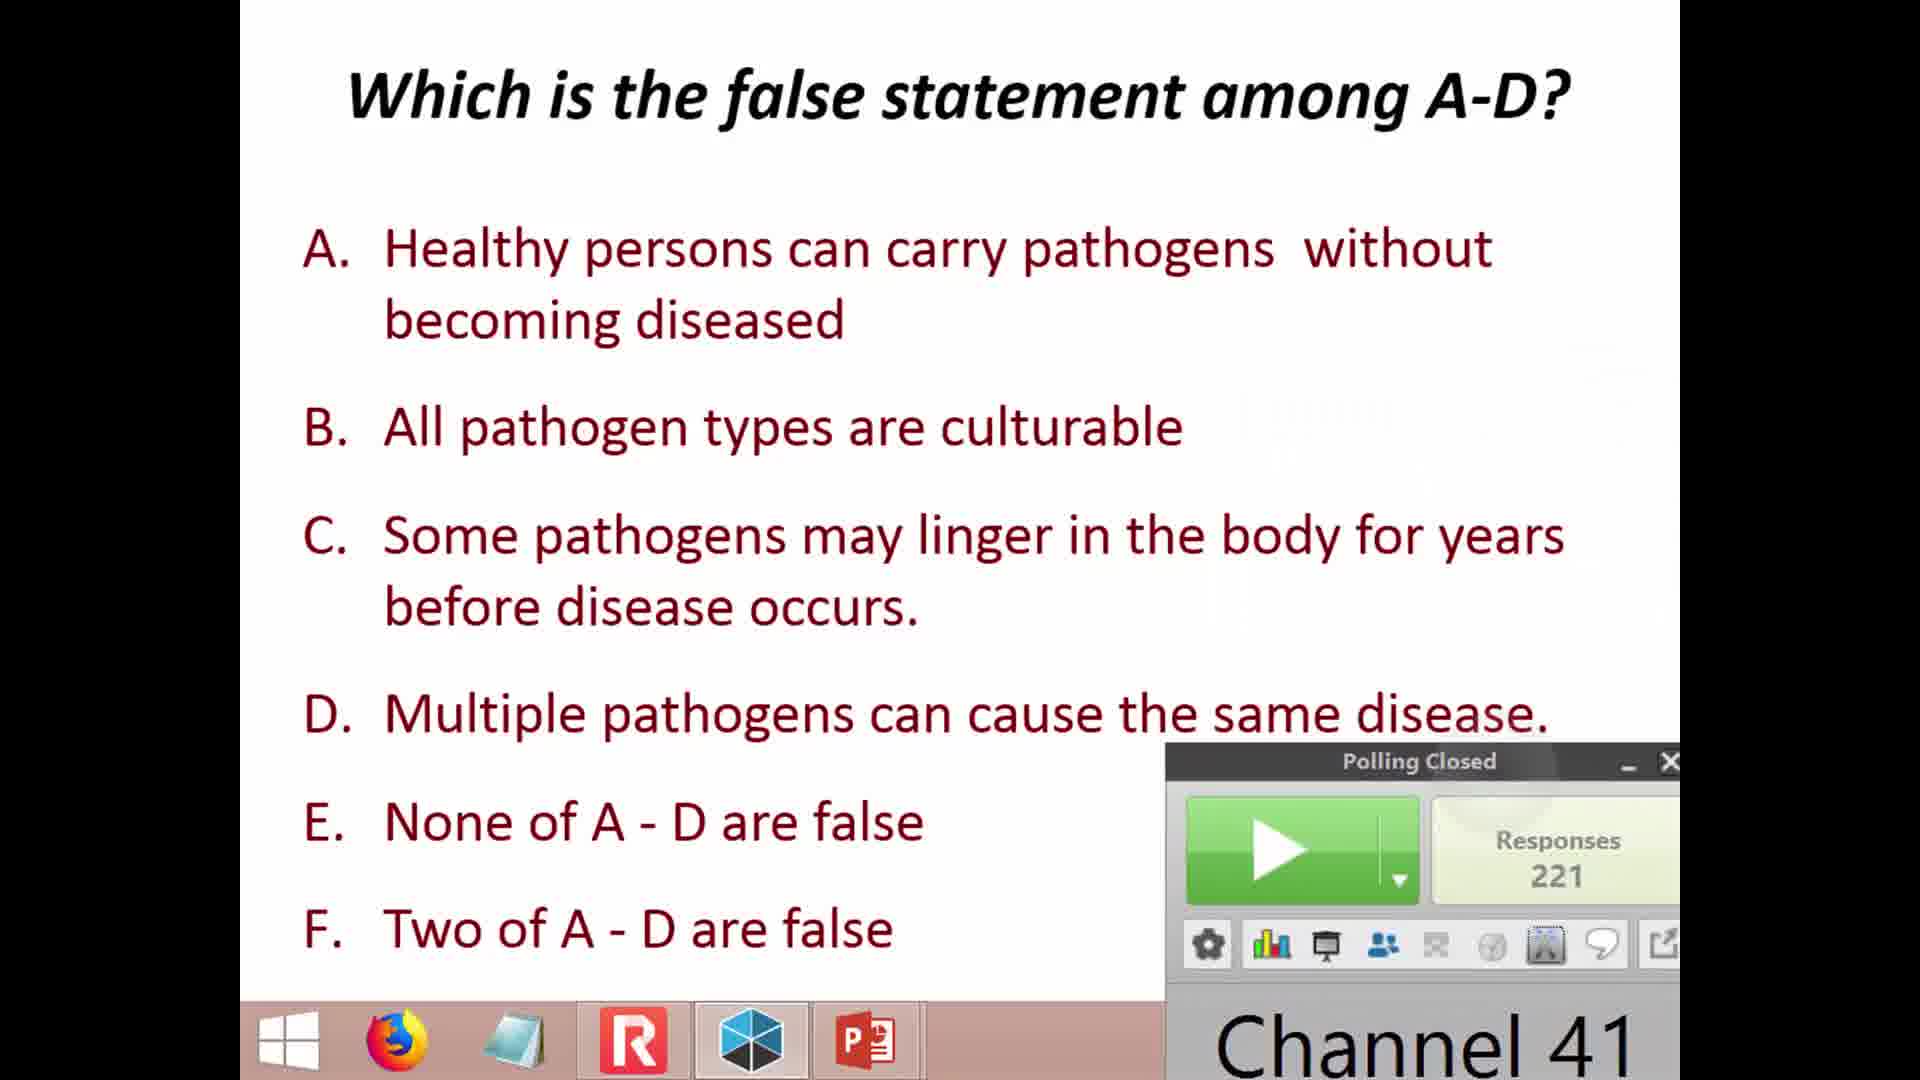 Which is the false statement among A-D?
A. Healthy persons can carry pathogens without
becoming diseased
B. All pathogen types are culturable
C. Some pathogens may linger in the body for years
before disease occurs.
D. Multiple pathogens can cause the same disease.
E. None of A - D are false
F. Two of A - D are false
Polling Closed
Responses
221
Channel 41